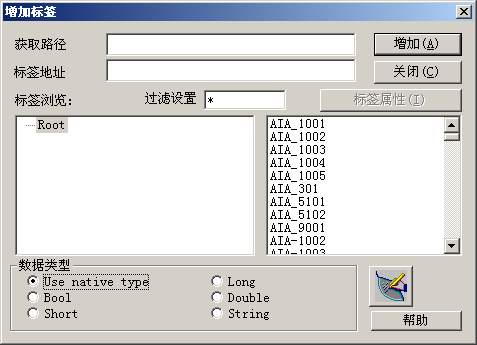 增加标签
获取路径
增加(A)
标签地址
关闭(C)
标签浏览:
过滤设置
*
标签属性(I)
Root
AIA_1001
AIA_1002
AIA_1003
AIA_1004
AIA_1005
AIA_301
AIA_5101
AIA_5102
AIA_9001
AIA-1002
AIA-1003
数据类型
Use native type
Long
Bool
Double
Short
String
帮助